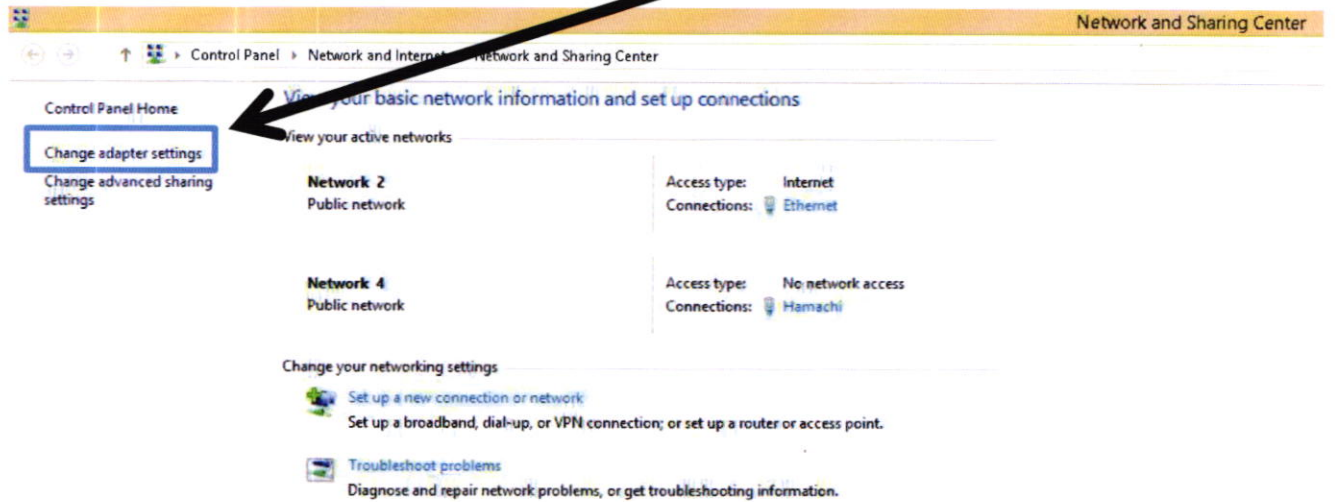 Network and Sharing Center
Control Panel Network and Internet Network and Sharing Center
Control Panel Home
Change adapter settings
Change advanced sharing
settings
View your basic network information and set up connections
View your active networks
Network 2
Public network
Access type: Internet
Connections: Ethernet
Network 4
Public network
Access type: No network access
Connections: Hamachi
Change your networking settings
Set up a new connection or network
Set up a broadband, dial-up, or VPN connection; or set up a router or access point.
Troubleshoot problems
Diagnose and repair network problems, or get troubleshooting information.